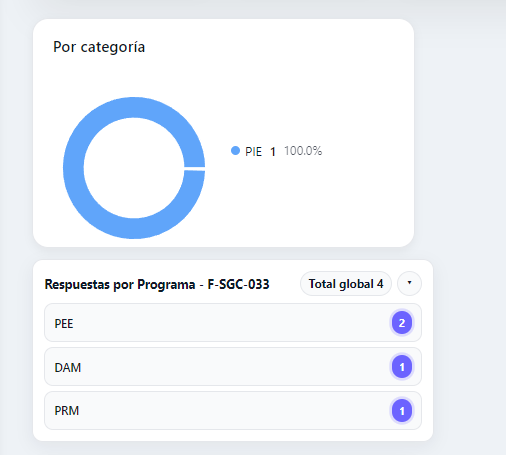 Por categoría
PIE 1 100.0%
Respuestas por Programa - F-SGC-033 Total global 4
PEE 2
DAM 1
PRM 1